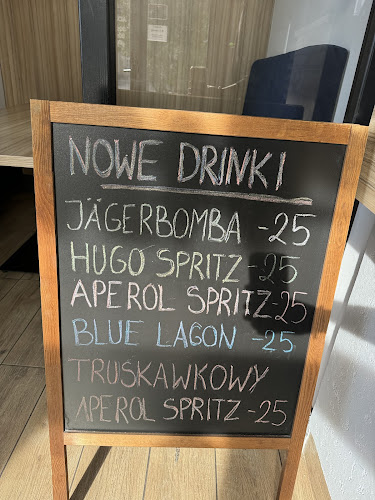 NOWE DRINKI
JÄGERBOMBA -25
HUGO SPRITZ -25
APEROL SPRITZ-25
BLUE LAGON -25
TRUSKAWKOWY
APEROL SPRITZ -25